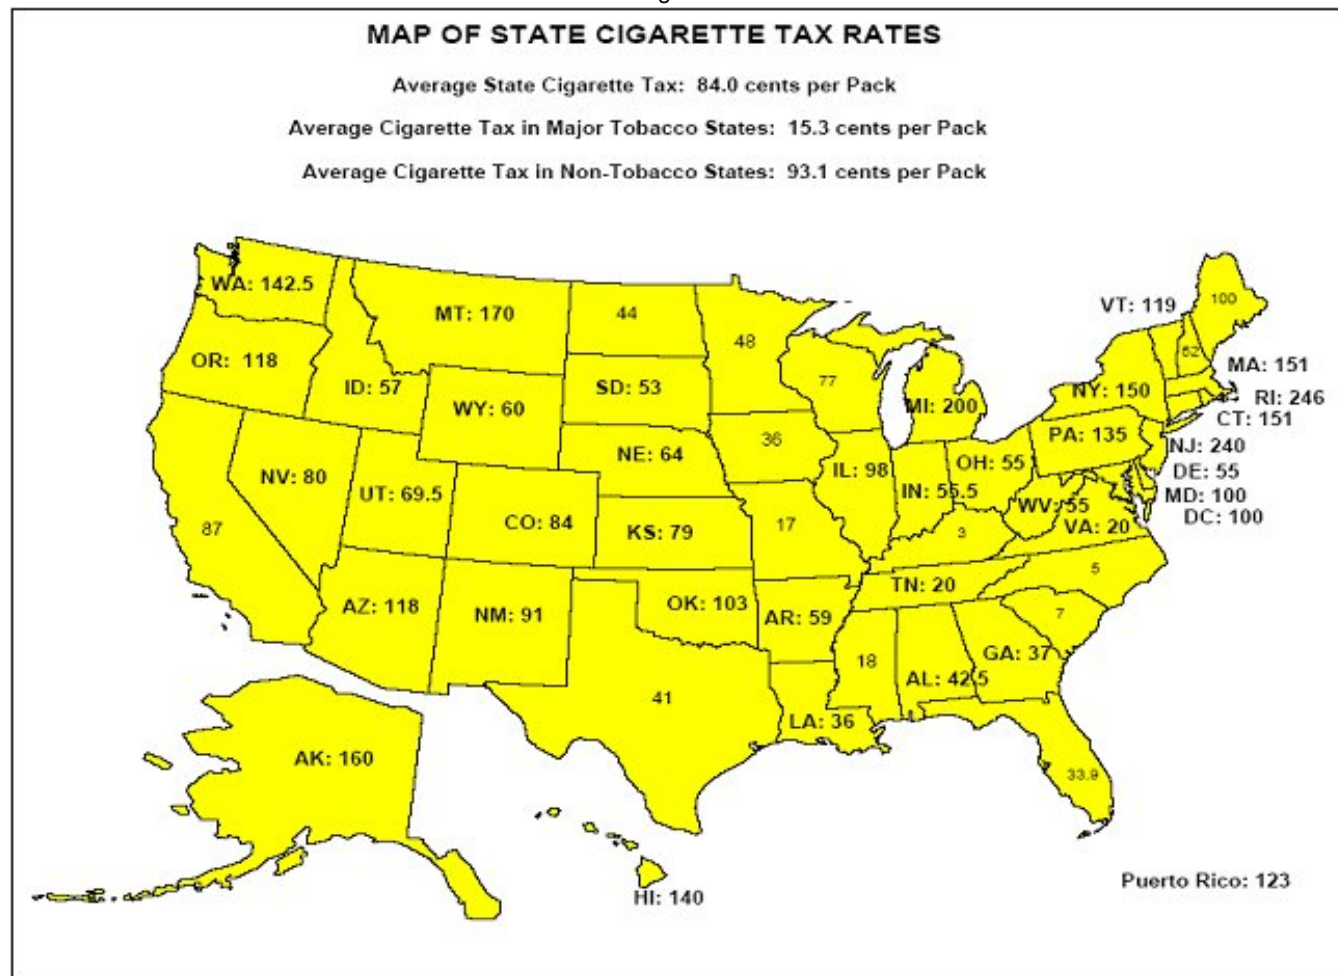 MAP OF STATE CIGARETTE TAX RATES
Average State Cigarette Tax: 84.0 cents per Pack
Average Cigarette Tax in Major Tobacco States: 15.3 cents per Pack
Average Cigarette Tax in Non-Tobacco States: 93.1 cents per Pack
WA: 142.5
MT: 170
44
48
VT: 119
100
OR: 118
ID: 57
WY: 60
SD: 53
77
MI: 200
NY: 150
52
MA: 151
RI: 246
CT: 151
NV: 80
UT: 69.5
NE: 64
36
IL: 98
IN: 55.5
OH: 55
PA: 135
NJ: 240
DE: 55
MD: 100
DC: 100
87
CO: 84
KS: 79
17
3
WV: 55
VA: 20
AZ: 118
NM: 91
OK: 103
AR: 59
TN: 20
5
7
41
LA: 36
18
AL: 42.5
GA: 37
33.9
AK: 160
HI: 140
Puerto Rico: 123